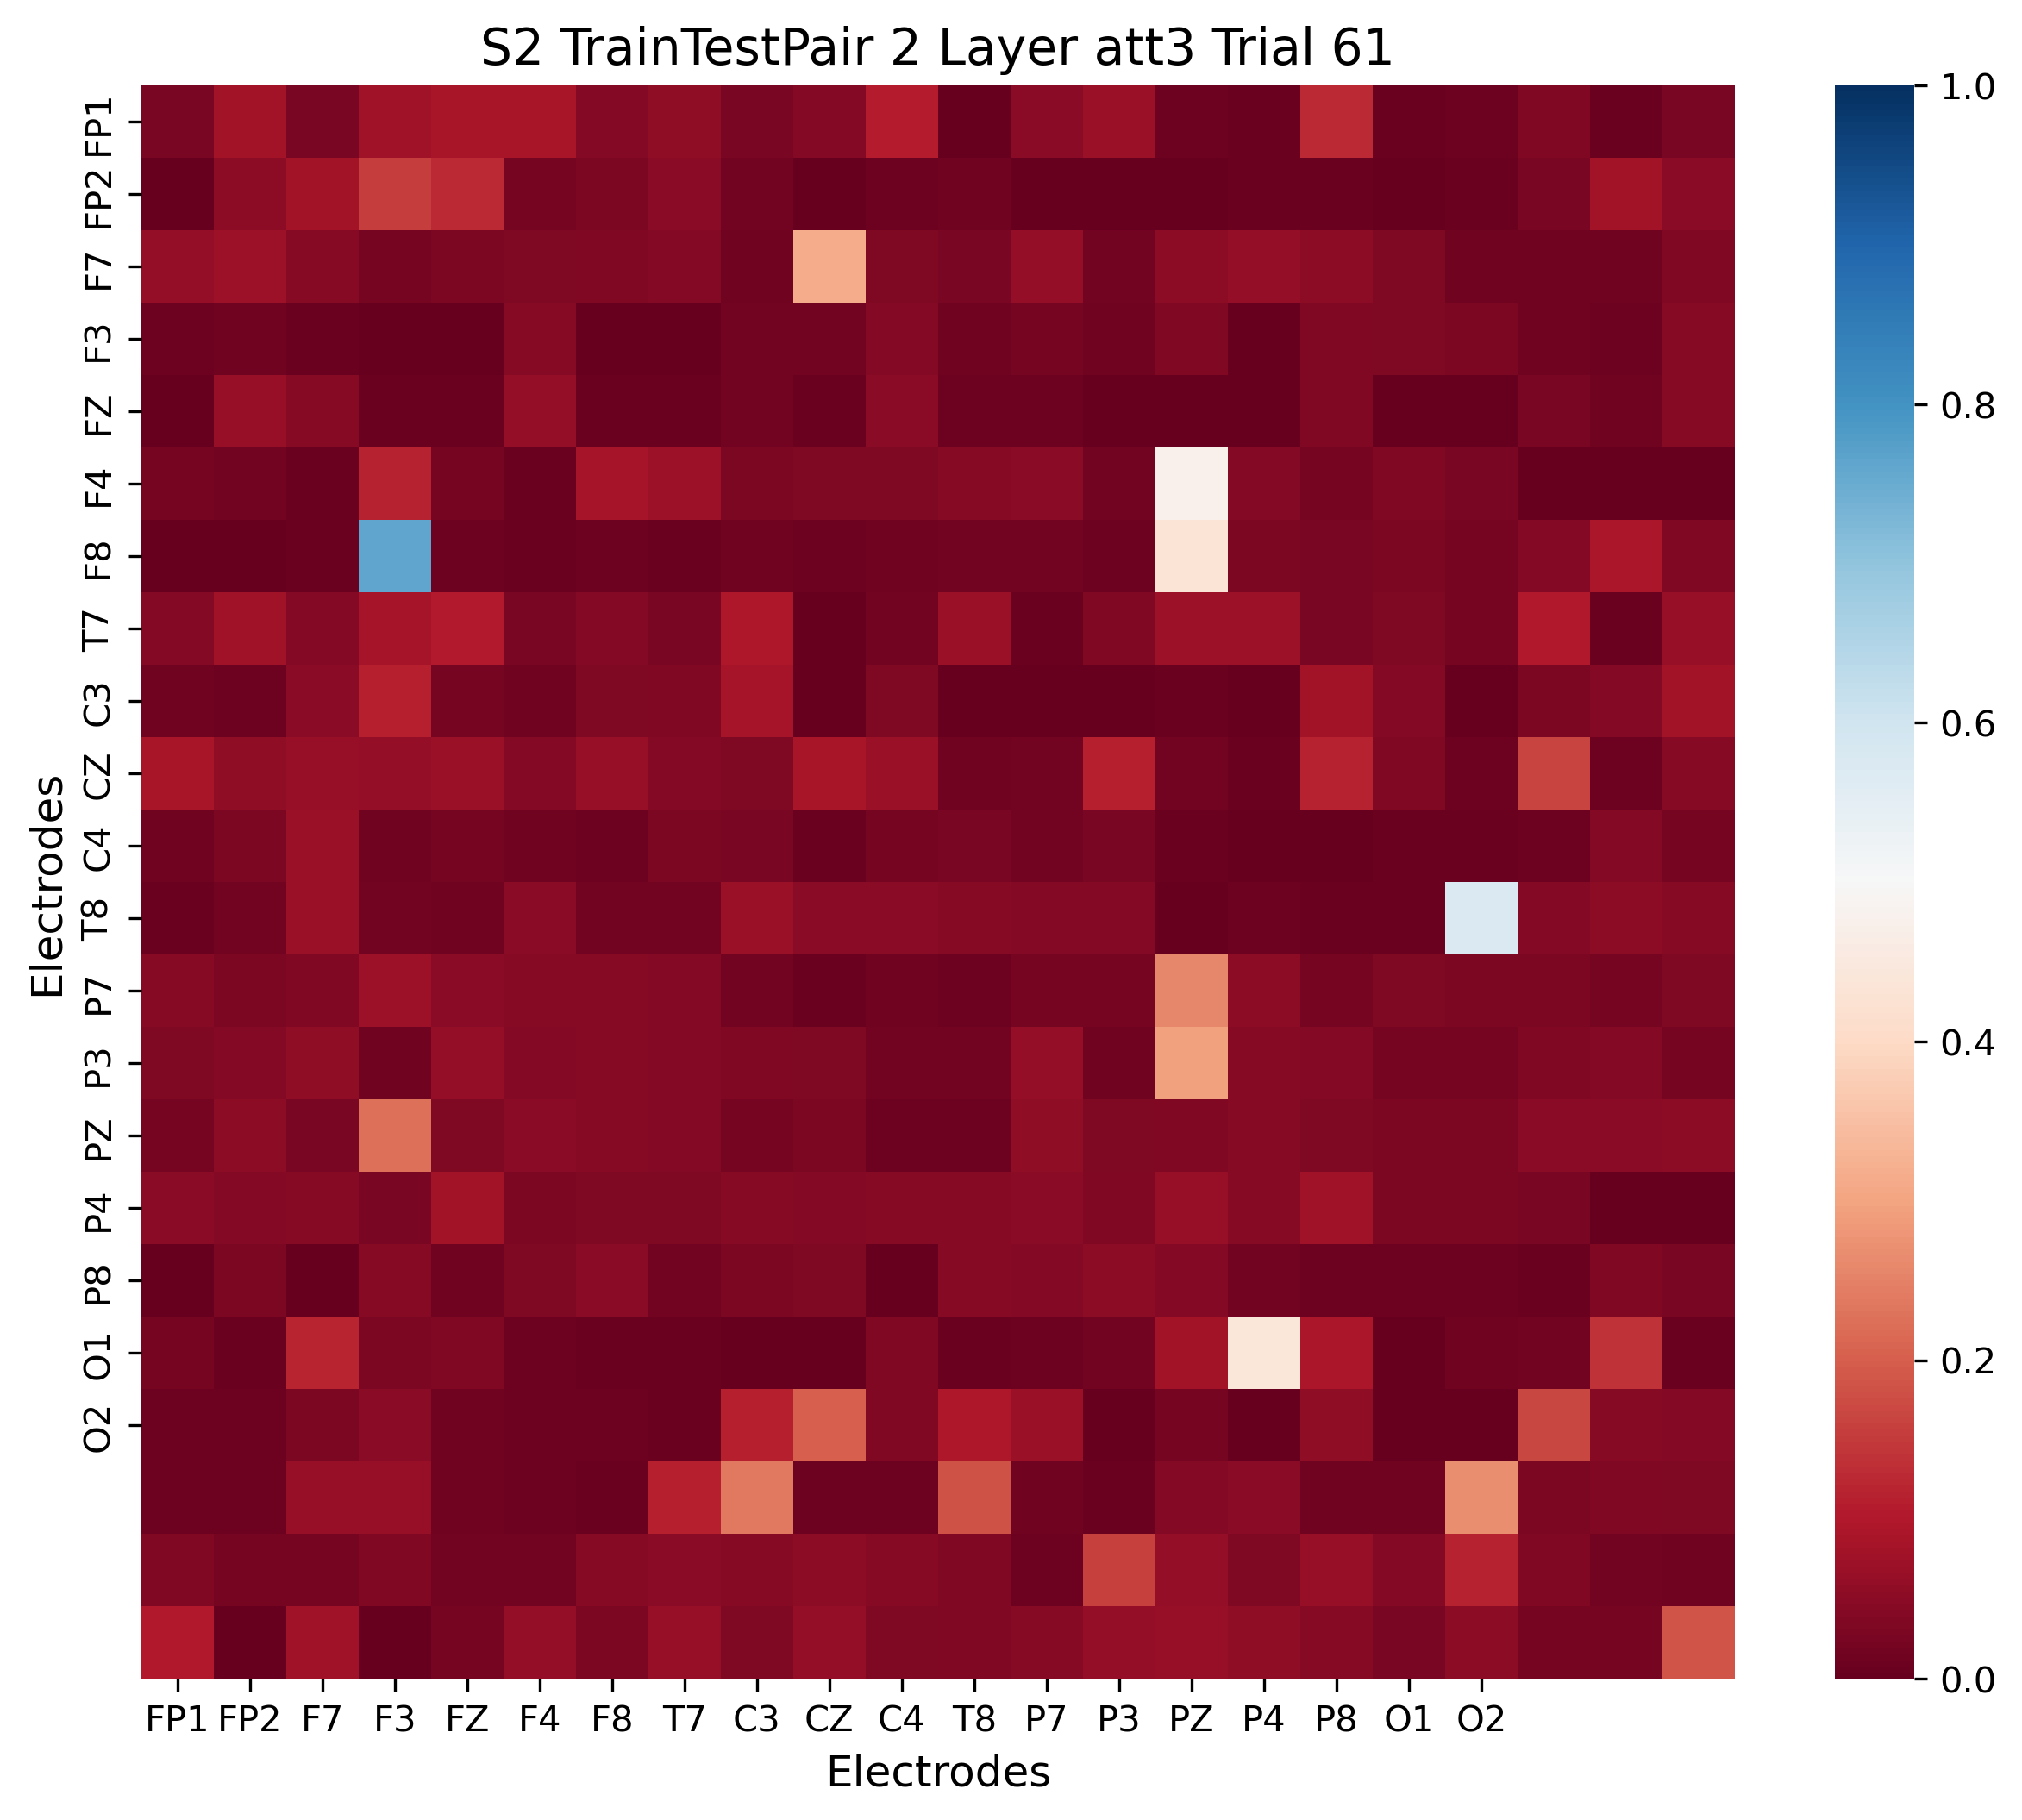 S2 TrainTestPair 2 Layer att3 Trial 61
Electrodes
FP1
FP2
F7
F3
FZ
F4
F8
T7
C3
CZ
C4
T8
P7
P3
PZ
P4
P8
O1
O2
FP1 FP2 F7 F3 FZ F4 F8 T7 C3 CZ C4 T8 P7 P3 PZ P4 P8 O1 O2
Electrodes
1.0
0.8
0.6
0.4
0.2
0.0